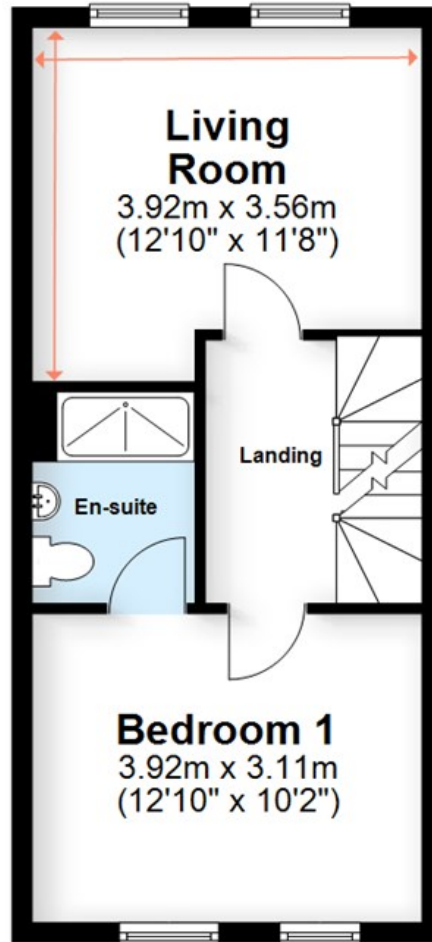 Living
Room
3.92m x 3.56m
(12'10" x 11'8")
Landing
En-suite
Bedroom 1
3.92m x 3.11m
(12'10" x 10'2")